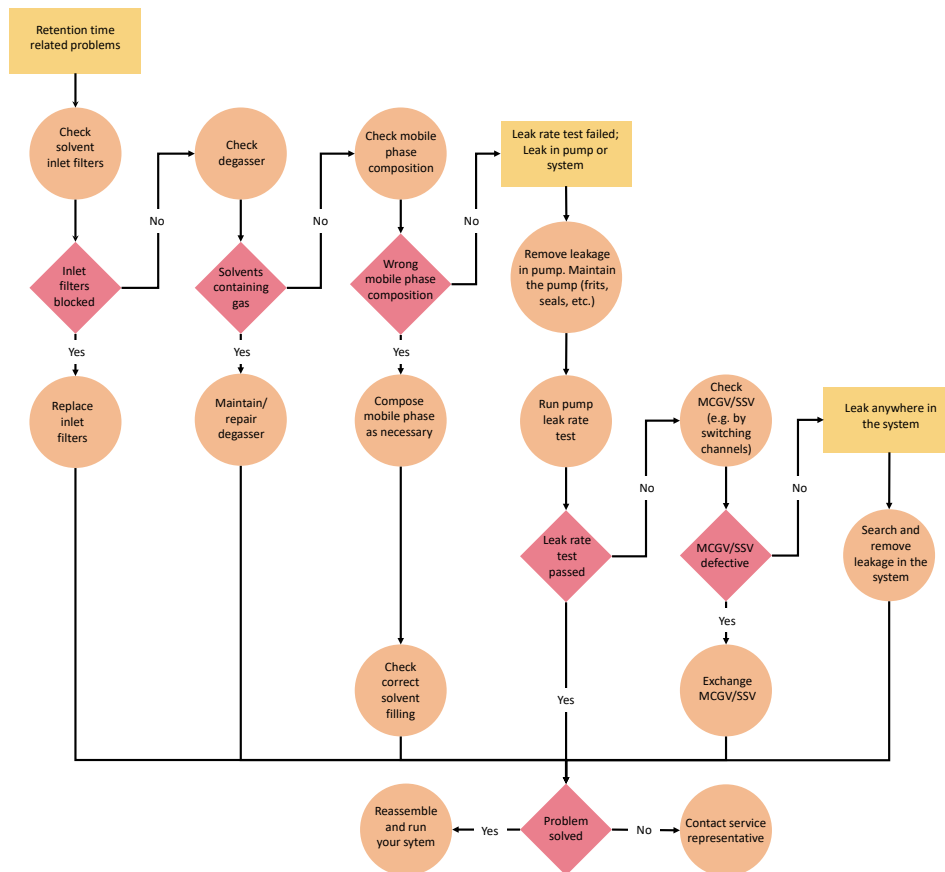 Retention time
related problems
Check
solvent
inlet filters
Check
degasser
Check mobile
phase
composition
Leak rate test failed;
Leak in pump or
system
No
No
No
Inlet
filters
blocked
Solvents
containing
gas
Wrong
mobile phase
composition
Remove leakage
in pump. Maintain
the pump (frits,
seals, etc.)
Yes
Yes
Yes
Replace
inlet
filters
Maintain/
repair
degasser
Compose
mobile phase
as necessary
Run pump
leak rate
test
Check
MCGV/SSV
(e.g. by
switching
channels)
Leak anywhere in
the system
No
No
Leak rate
test
passed
MCGV/SSV
defective
Search and
remove
leakage in the
system
Yes
Check
correct
solvent
filling
Yes
Exchange
MCGV/SSV
Reassemble
and run
your sytem
Yes
Problem
solved
No
Contact service
representative